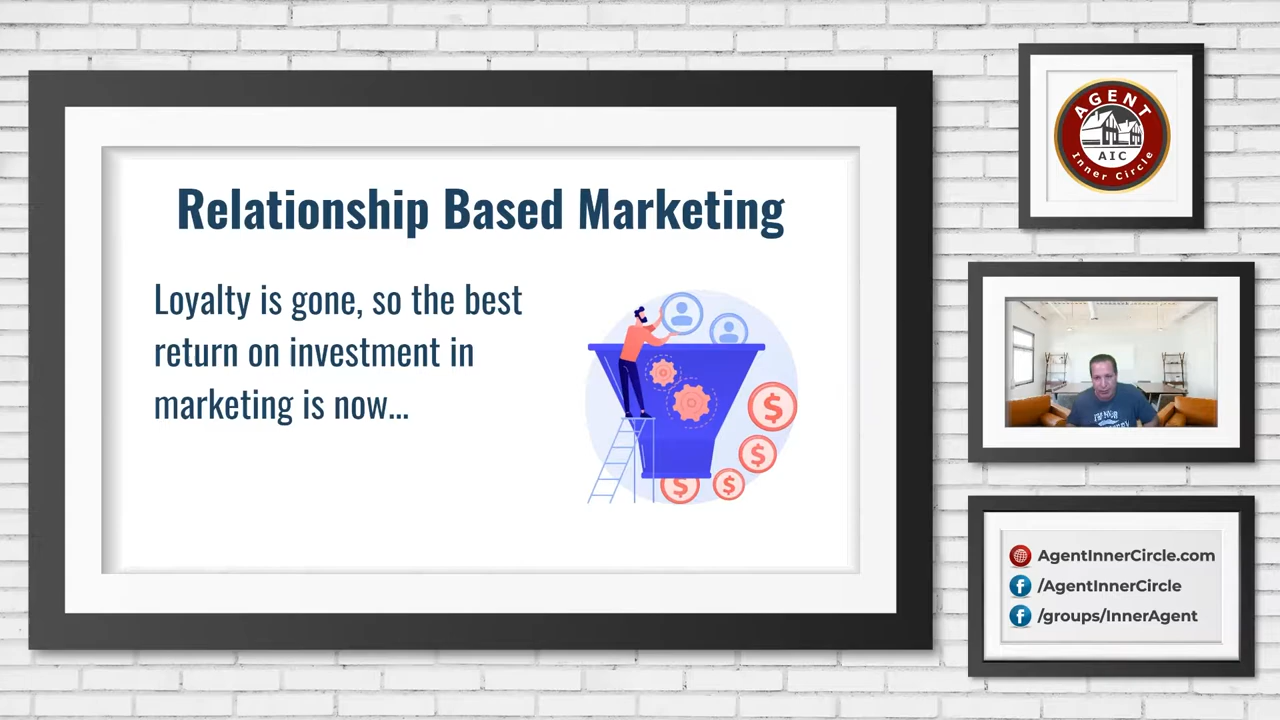 Relationship Based Marketing
Loyalty is gone, so the best
return on investment in
marketing is now...
$
$
$
$
AGENT
AIC
Inner Circle
AgentInnerCircle.com
f /AgentInnerCircle
f /groups/InnerAgent